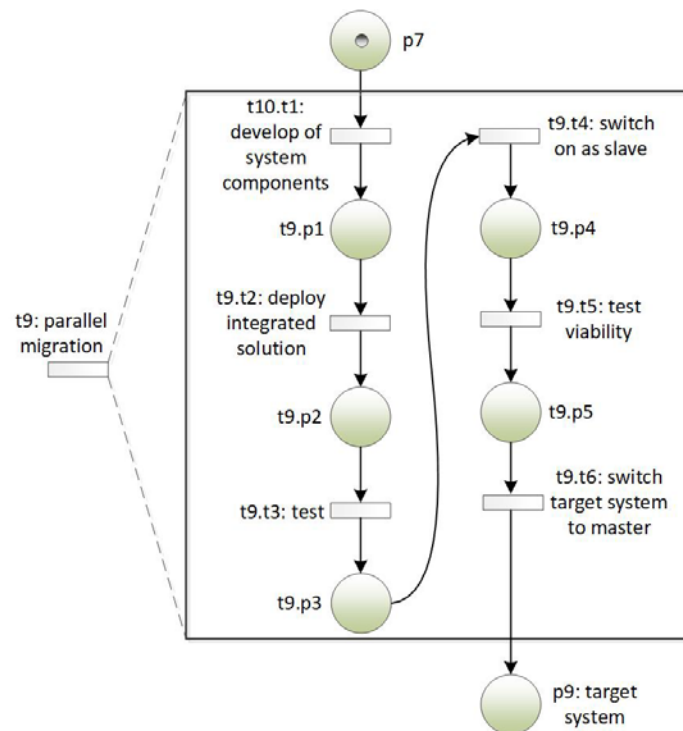 p7
t10.t1:
develop of
system
components
t9.p1
t9.t2: deploy
integrated
solution
t9.p2
t9.t3: test
t9.p3
t9: parallel
migration
t9.t4: switch
on as slave
t9.p4
t9.t5: test
viability
t9.p5
t9.t6: switch
target system
to master
p9: target
system